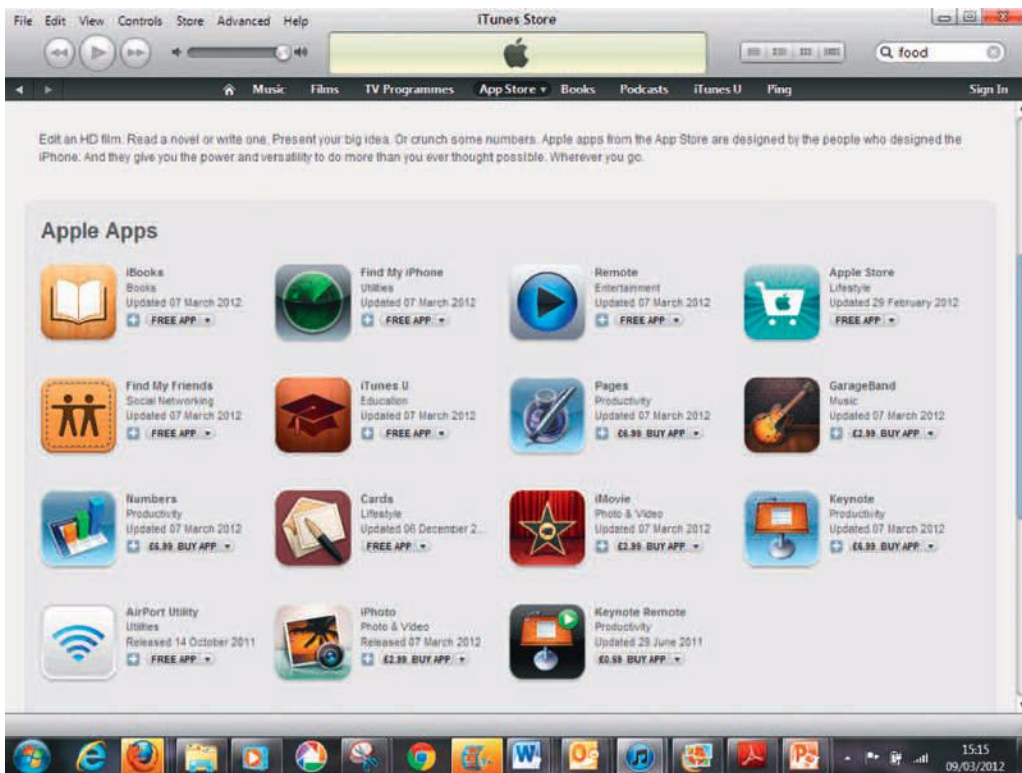 File Edit View Controls Store Advanced Help
iTunes Store
food
Music Films TV Programmes App Store Books Podcasts iTunes U Ping Sign In
Edit an HD film. Read a novel or write one. Present your big idea. Or crunch some numbers. Apple apps from the App Store are designed by the people who designed the
iPhone. And they give you the power and versatility to do more than you ever thought possible. Wherever you go.
Apple Apps
iBooks
Books
Updated 07 March 2012
FREE APP
Find My iPhone
Utilities
Updated 07 March 2012
FREE APP
Remote
Entertainment
Updated 07 March 2012
FREE APP
Apple Store
Lifestyle
Updated 29 February 2012
FREE APP
Find My Friends
Social Networking
Updated 07 March 2012
FREE APP
iTunes U
Education
Updated 07 March 2012
FREE APP
Pages
Productivity
Updated 07 March 2012
£6.99 BUY APP
GarageBand
Music
Updated 07 March 2012
£2.99 BUY APP
Numbers
Productivity
Updated 07 March 2012
£6.99 BUY APP
Cards
Lifestyle
Updated 06 December 2...
FREE APP
iMovie
Photo & Video
Updated 07 March 2012
£2.99 BUY APP
Keynote
Productivity
Updated 07 March 2012
£6.99 BUY APP
AirPort Utility
Utilities
Released 14 October 2011
FREE APP
iPhoto
Photo & Video
Released 07 March 2012
£2.99 BUY APP
Keynote Remote
Productivity
Updated 29 June 2011
£0.69 BUY APP
15:15
09/03/2012